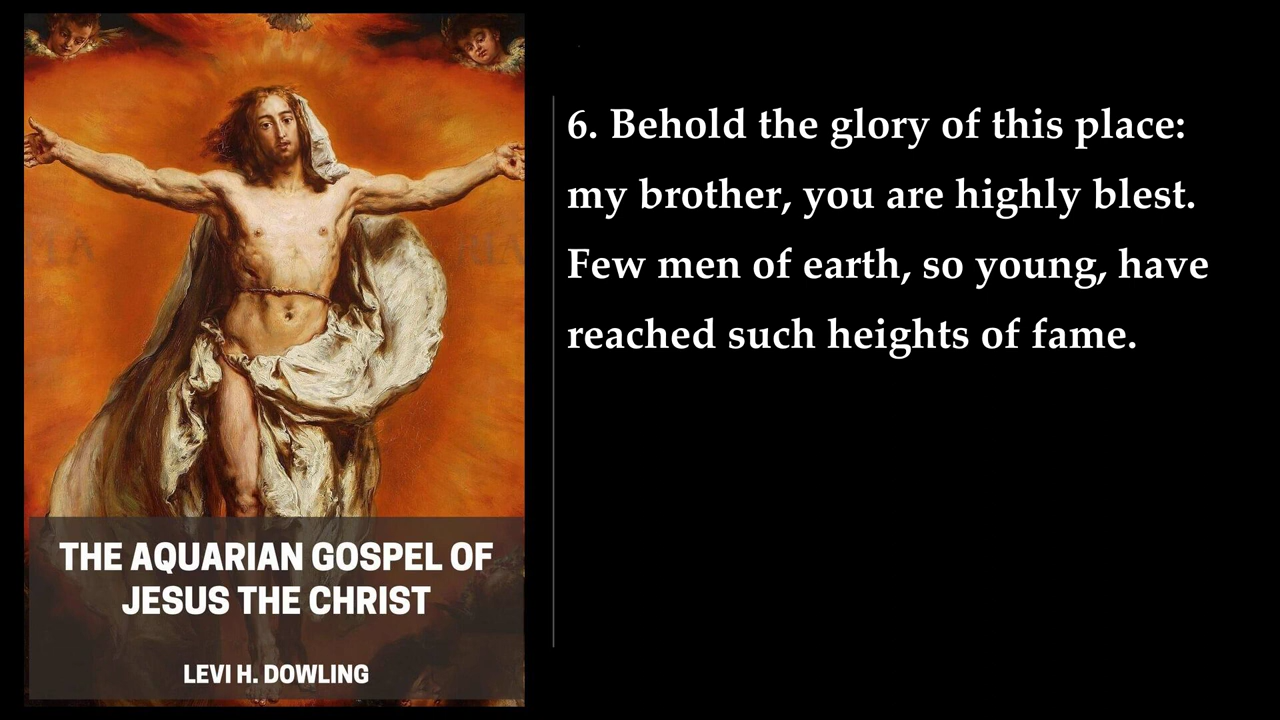 THE AQUARIAN GOSPEL OF
JESUS THE CHRIST
LEVI H. DOWLING
6. Behold the glory of this place:
my brother, you are highly blest.
Few men of earth, so young, have
reached such heights of fame.